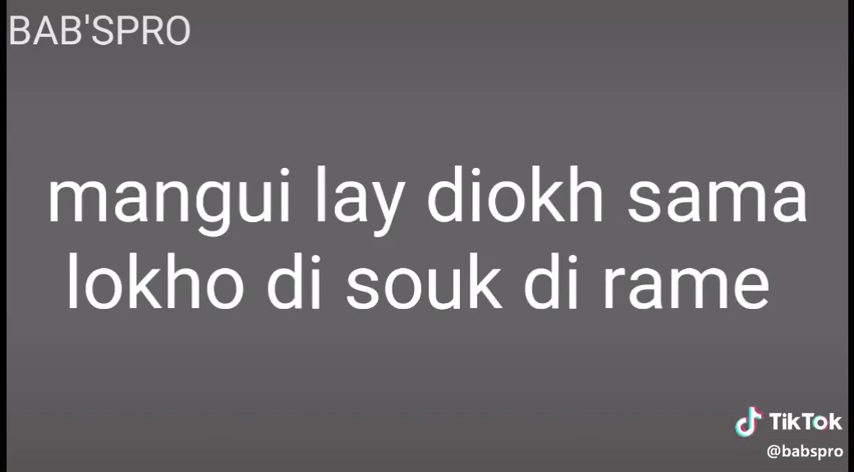 BAB'SPRO
mangui lay diokh sama
lokho di souk di rame
TikTok
@babspro